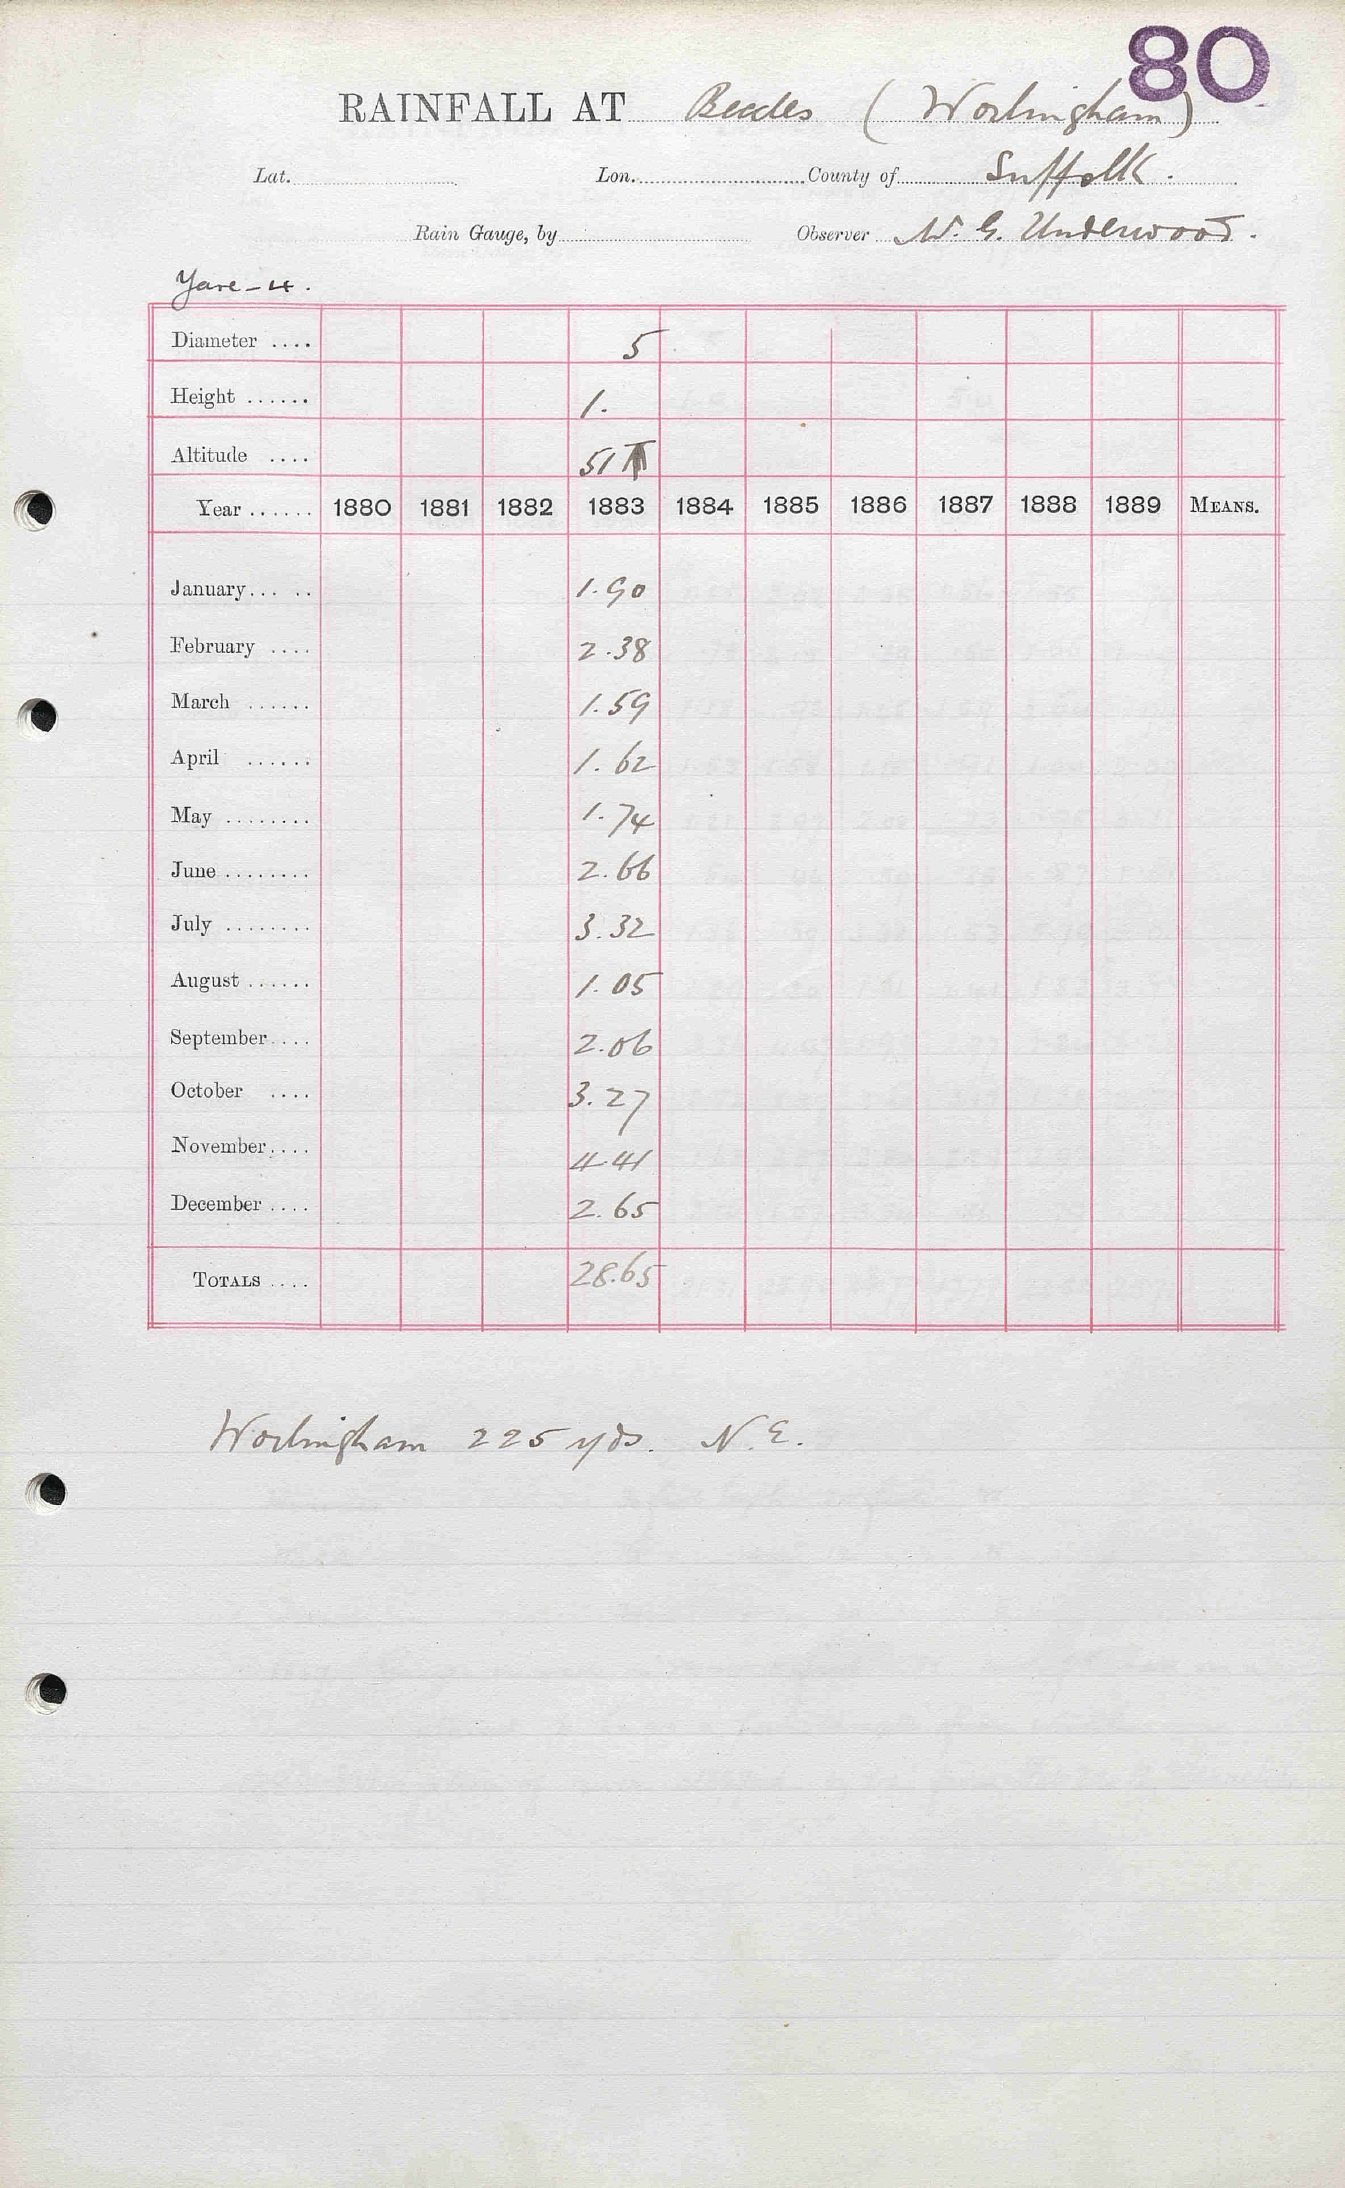 80
RAINFALL AT Beccles (Worlingham)
Lat. Lon. County of Suffolk.
Rain Gauge, by Observer W. G. Underwood.
Yare - 4.
Diameter .... 5
Height ...... 1.
Altitude .... 51
Year ...... 1880 1881 1882 1883 1884 1885 1886 1887 1888 1889 MEANS.
January... .. 1.90
February .... 2.38
March ...... 1.59
April ...... 1.62
May ........ 1.74
June ........ 2.66
July ........ 3.32
August ...... 1.05
September.... 2.06
October .... 3.27
November.... 4.41
December .... 2.65
TOTALS .... 28.65
Worlingham 225 yds. N.E.